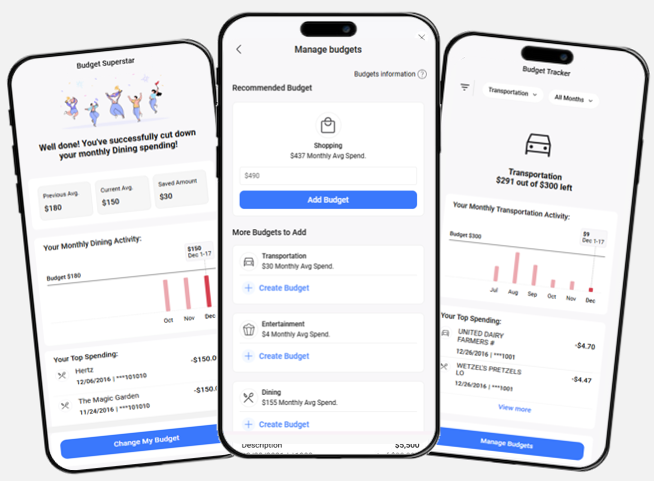 Budget Superstar
Well done! You've successfully cut down
your monthly Dining spending!
Previous Avg.
$180
Current Avg.
$150
Saved Amount
$30
Your Monthly Dining Activity:
$150
Dec 1-17
Budget $180
Oct
Nov
Dec
Your Top Spending:
Hertz
12/06/2016 | ***101010
-$150.0
The Magic Garden
11/24/2016 | ***101010
-$150.0
Change My Budget
Manage budgets
Budgets information ?
Recommended Budget
Shopping
$437 Monthly Avg Spend.
$490
Add Budget
More Budgets to Add
Transportation
$30 Monthly Avg Spend.
+ Create Budget
Entertainment
$4 Monthly Avg Spend.
+ Create Budget
Dining
$155 Monthly Avg Spend.
+ Create Budget
Description
$5,500
Budget Tracker
Transportation
All Months
Transportation
$291 out of $300 left
Your Monthly Transportation Activity:
$9
Dec 1-17
Budget $300
Jul
Aug
Sep
Oct
Nov
Dec
Your Top Spending:
UNITED DAIRY
FARMERS #
12/26/2016 | ***1001
-$4.70
WETZEL'S PRETZELS
LO
12/26/2016 | ***1001
-$4.47
View more
Manage Budgets